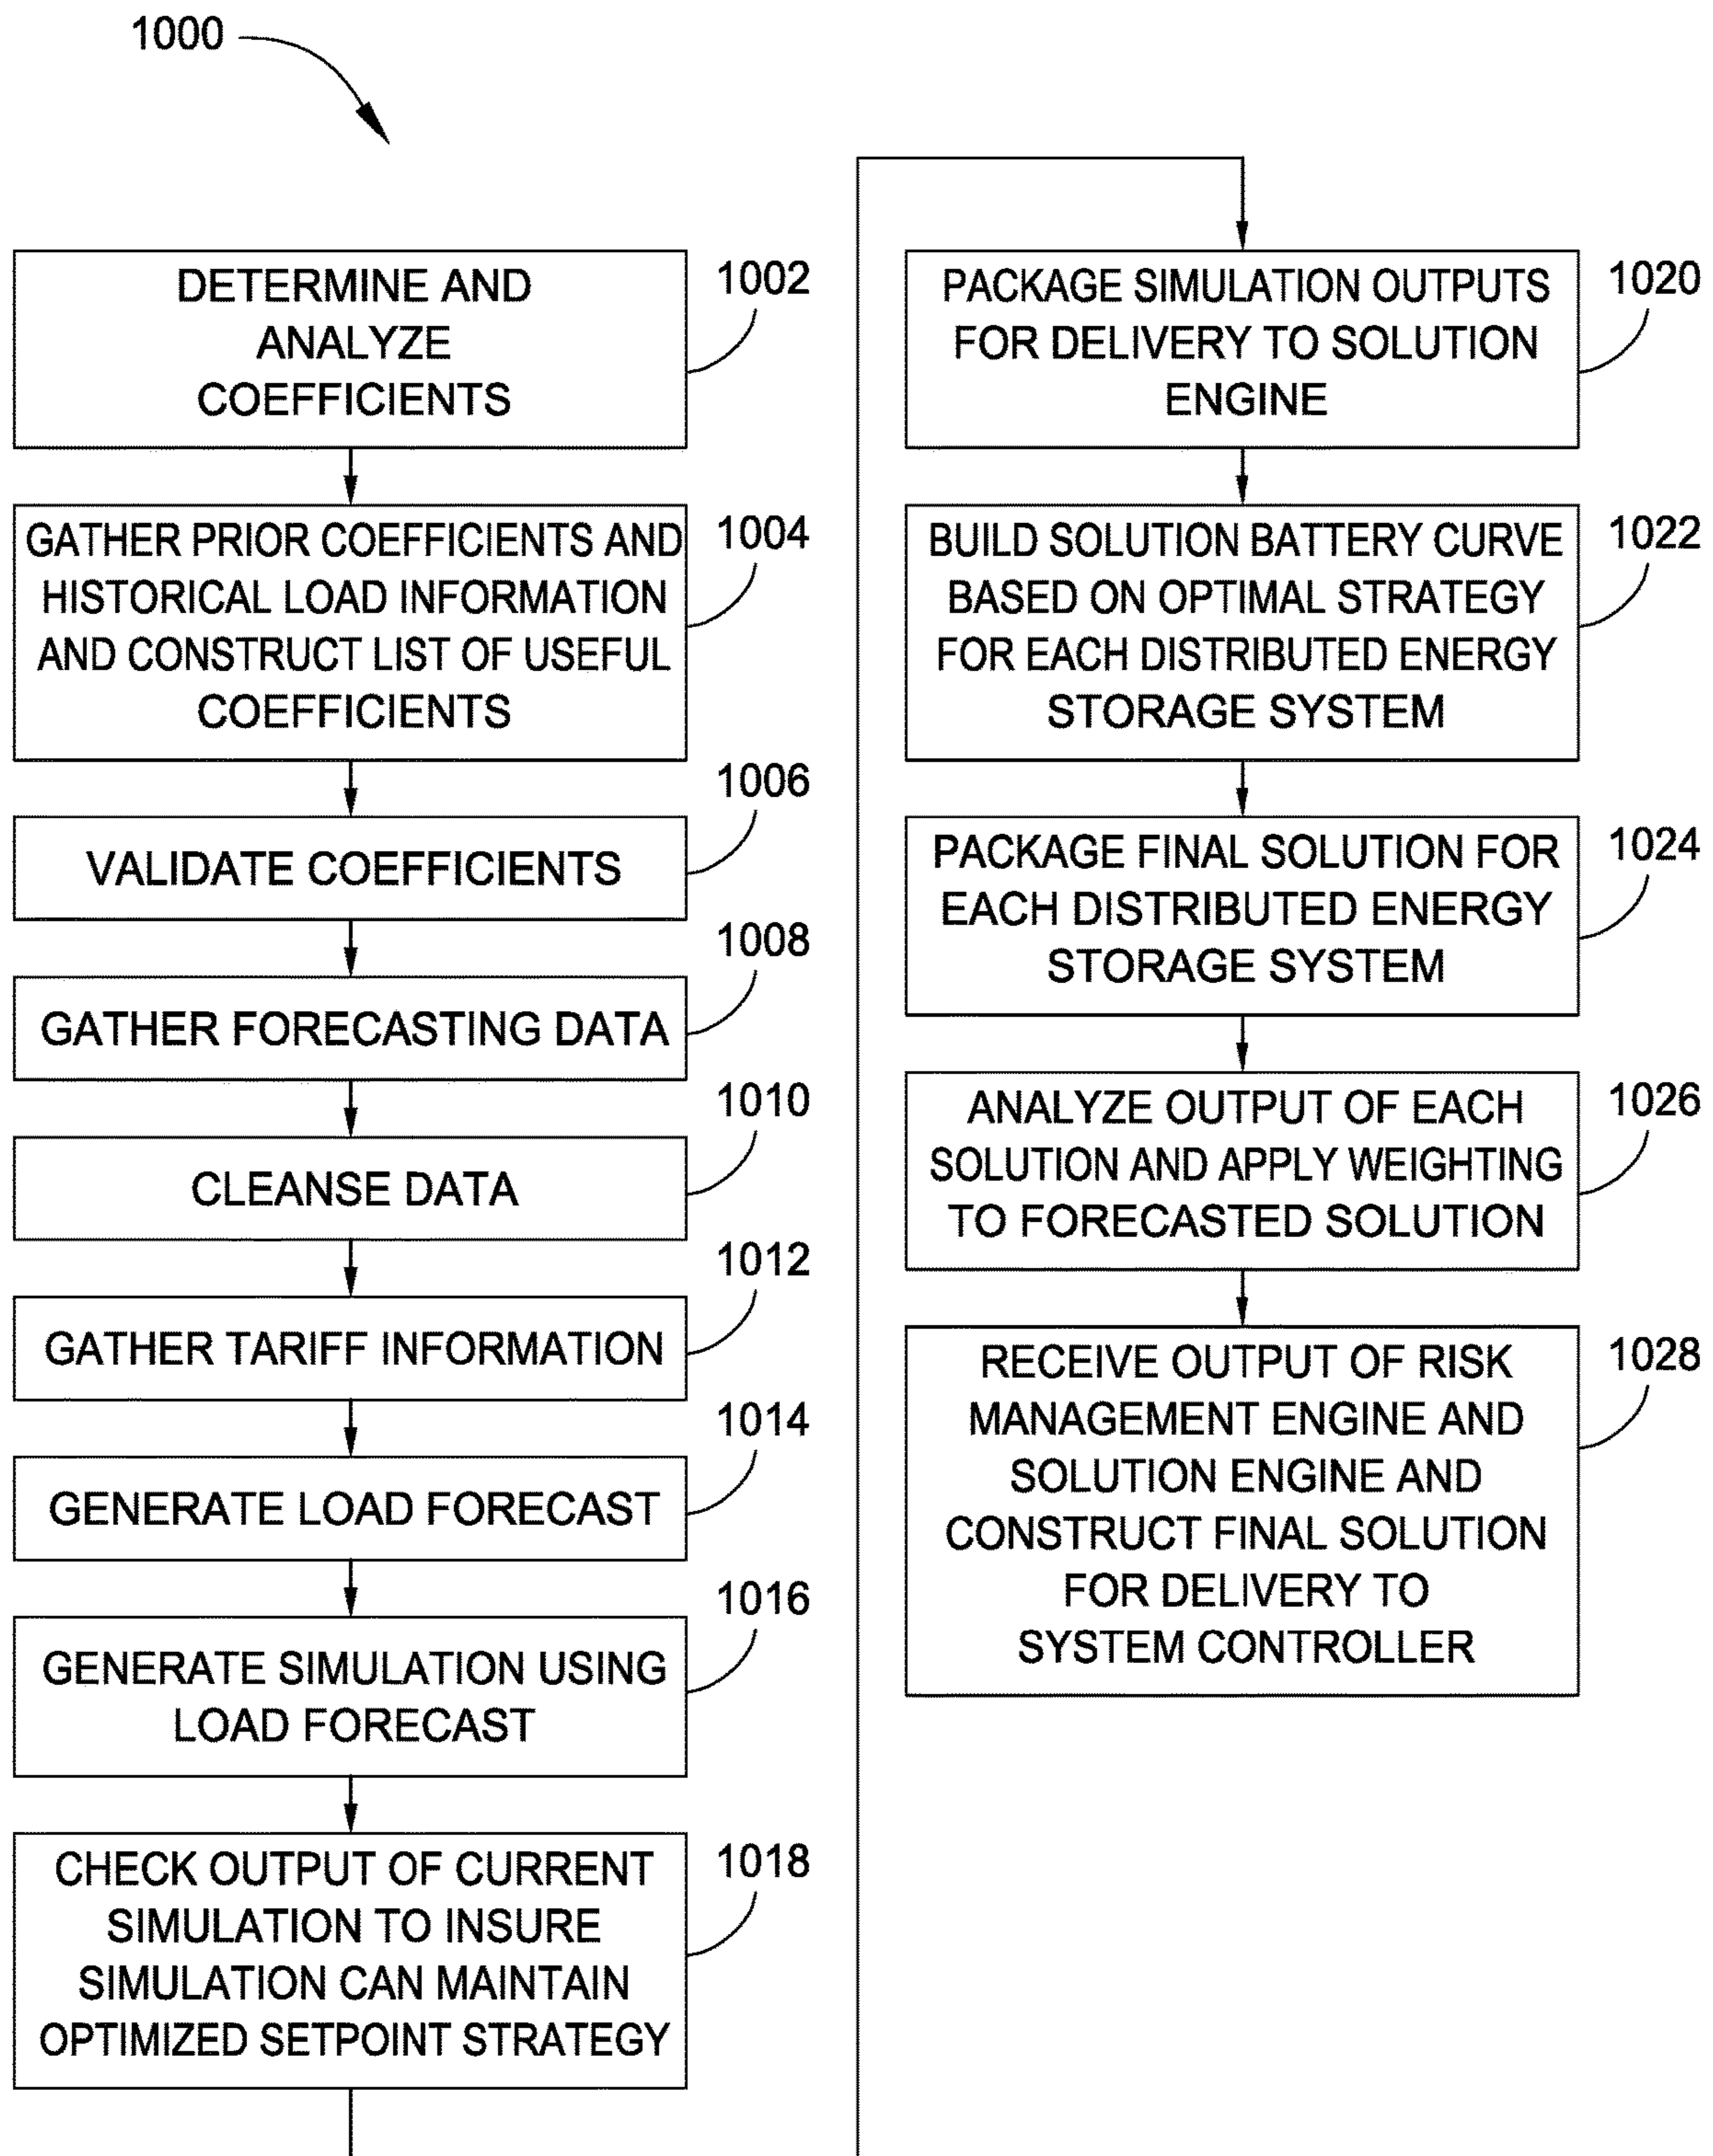 1000
DETERMINE AND
ANALYZE
COEFFICIENTS
1002
GATHER PRIOR COEFFICIENTS AND
HISTORICAL LOAD INFORMATION
AND CONSTRUCT LIST OF USEFUL
COEFFICIENTS
1004
VALIDATE COEFFICIENTS
1006
GATHER FORECASTING DATA
1008
CLEANSE DATA
1010
GATHER TARIFF INFORMATION
1012
GENERATE LOAD FORECAST
1014
GENERATE SIMULATION USING
LOAD FORECAST
1016
CHECK OUTPUT OF CURRENT
SIMULATION TO INSURE
SIMULATION CAN MAINTAIN
OPTIMIZED SETPOINT STRATEGY
1018
PACKAGE SIMULATION OUTPUTS
FOR DELIVERY TO SOLUTION
ENGINE
1020
BUILD SOLUTION BATTERY CURVE
BASED ON OPTIMAL STRATEGY
FOR EACH DISTRIBUTED ENERGY
STORAGE SYSTEM
1022
PACKAGE FINAL SOLUTION FOR
EACH DISTRIBUTED ENERGY
STORAGE SYSTEM
1024
ANALYZE OUTPUT OF EACH
SOLUTION AND APPLY WEIGHTING
TO FORECASTED SOLUTION
1026
RECEIVE OUTPUT OF RISK
MANAGEMENT ENGINE AND
SOLUTION ENGINE AND
CONSTRUCT FINAL SOLUTION
FOR DELIVERY TO
SYSTEM CONTROLLER
1028